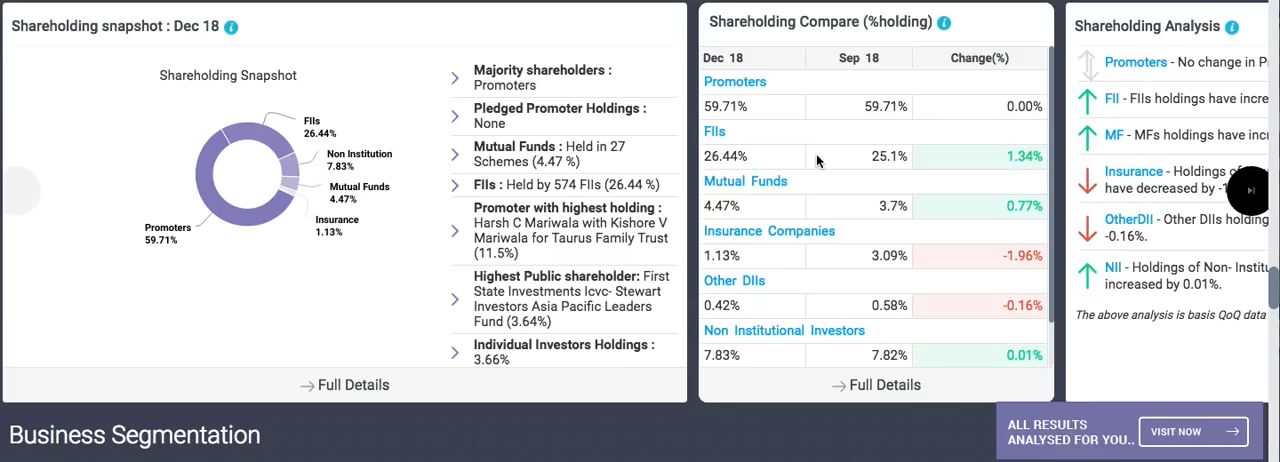 Shareholding snapshot : Dec 18
Shareholding Snapshot
FIIs
26.44%
Non Institution
7.83%
Mutual Funds
4.47%
Insurance
1.13%
Promoters
59.71%
Majority shareholders :
Promoters
Pledged Promoter Holdings :
None
Mutual Funds : Held in 27
Schemes (4.47 %)
FIIs : Held by 574 FIIs (26.44 %)
Promoter with highest holding :
Harsh C Mariwala with Kishore V
Mariwala for Taurus Family Trust
(11.5%)
Highest Public shareholder: First
State Investments Icvc- Stewart
Investors Asia Pacific Leaders
Fund (3.64%)
Individual Investors Holdings :
3.66%
Full Details
Shareholding Compare (%holding)
Dec 18 Sep 18 Change(%)
Promoters
59.71% 59.71% 0.00%
FIIs
26.44% 25.1% 1.34%
Mutual Funds
4.47% 3.7% 0.77%
Insurance Companies
1.13% 3.09% -1.96%
Other DIIs
0.42% 0.58% -0.16%
Non Institutional Investors
7.83% 7.82% 0.01%
Full Details
Shareholding Analysis
Promoters - No change in
FII - FIIs holdings have incre
MF - MFs holdings have inc
Insurance - Holdings of
have decreased by
OtherDII - Other DIIs holding
-0.16%.
NII - Holdings of Non- Instit
increased by 0.01%.
The above analysis is basis QoQ data
Business Segmentation
ALL RESULTS
ANALYSED FOR YOU..
VISIT NOW